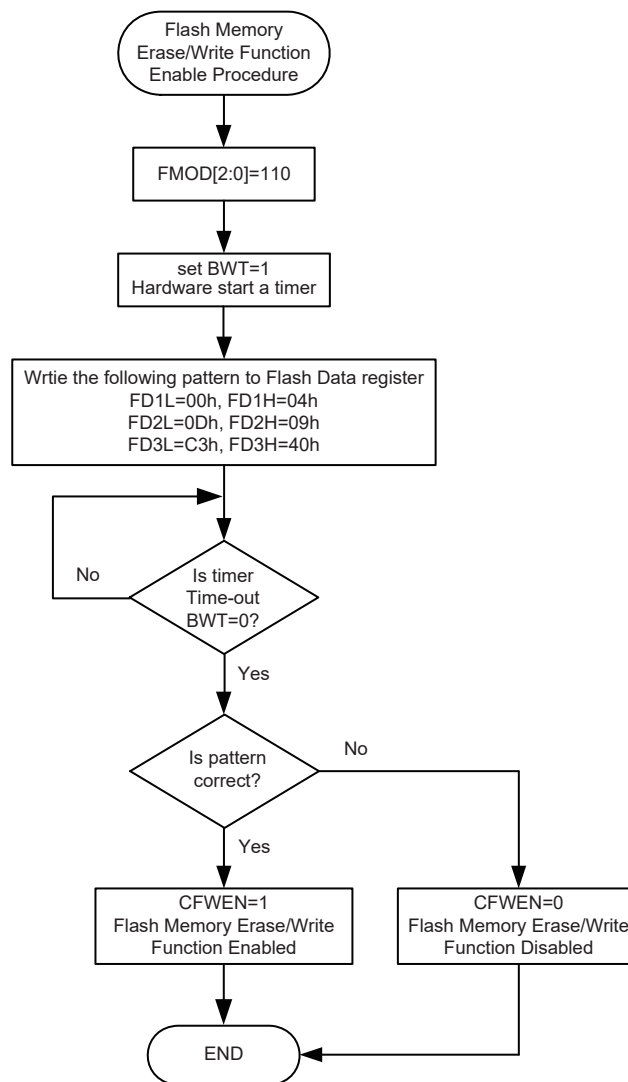 Flash Memory
Erase/Write Function
Enable Procedure
FMOD[2:0]=110
set BWT=1
Hardware start a timer
Wrtie the following pattern to Flash Data register
FD1L=00h, FD1H=04h
FD2L=0Dh, FD2H=09h
FD3L=C3h, FD3H=40h
No
Is timer
Time-out
BWT=0?
Yes
Is pattern
correct?
No
Yes
CFWEN=1
Flash Memory Erase/Write
Function Enabled
CFWEN=0
Flash Memory Erase/Write
Function Disabled
END